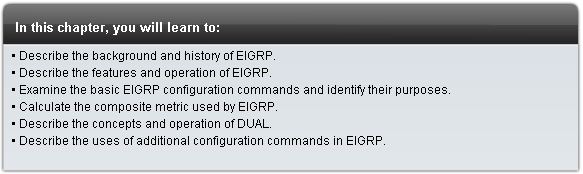 In this chapter, you will learn to:
▪ Describe the background and history of EIGRP.
▪ Describe the features and operation of EIGRP.
▪ Examine the basic EIGRP configuration commands and identify their purposes.
▪ Calculate the composite metric used by EIGRP.
▪ Describe the concepts and operation of DUAL.
▪ Describe the uses of additional configuration commands in EIGRP.